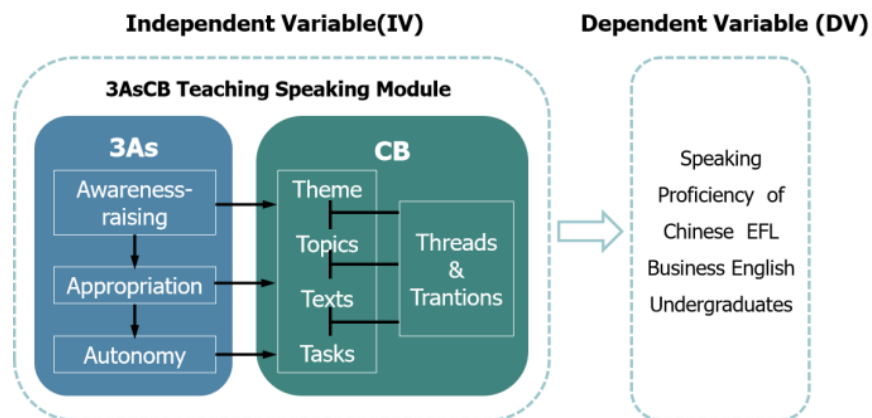 Independent Variable(IV)
Dependent Variable (DV)
3AsCB Teaching Speaking Module
3As
Awareness-
raising
Appropriation
Autonomy
CB
Theme
Topics
Texts
Tasks
Threads
&
Trantions
Speaking
Proficiency of
Chinese EFL
Business English
Undergraduates